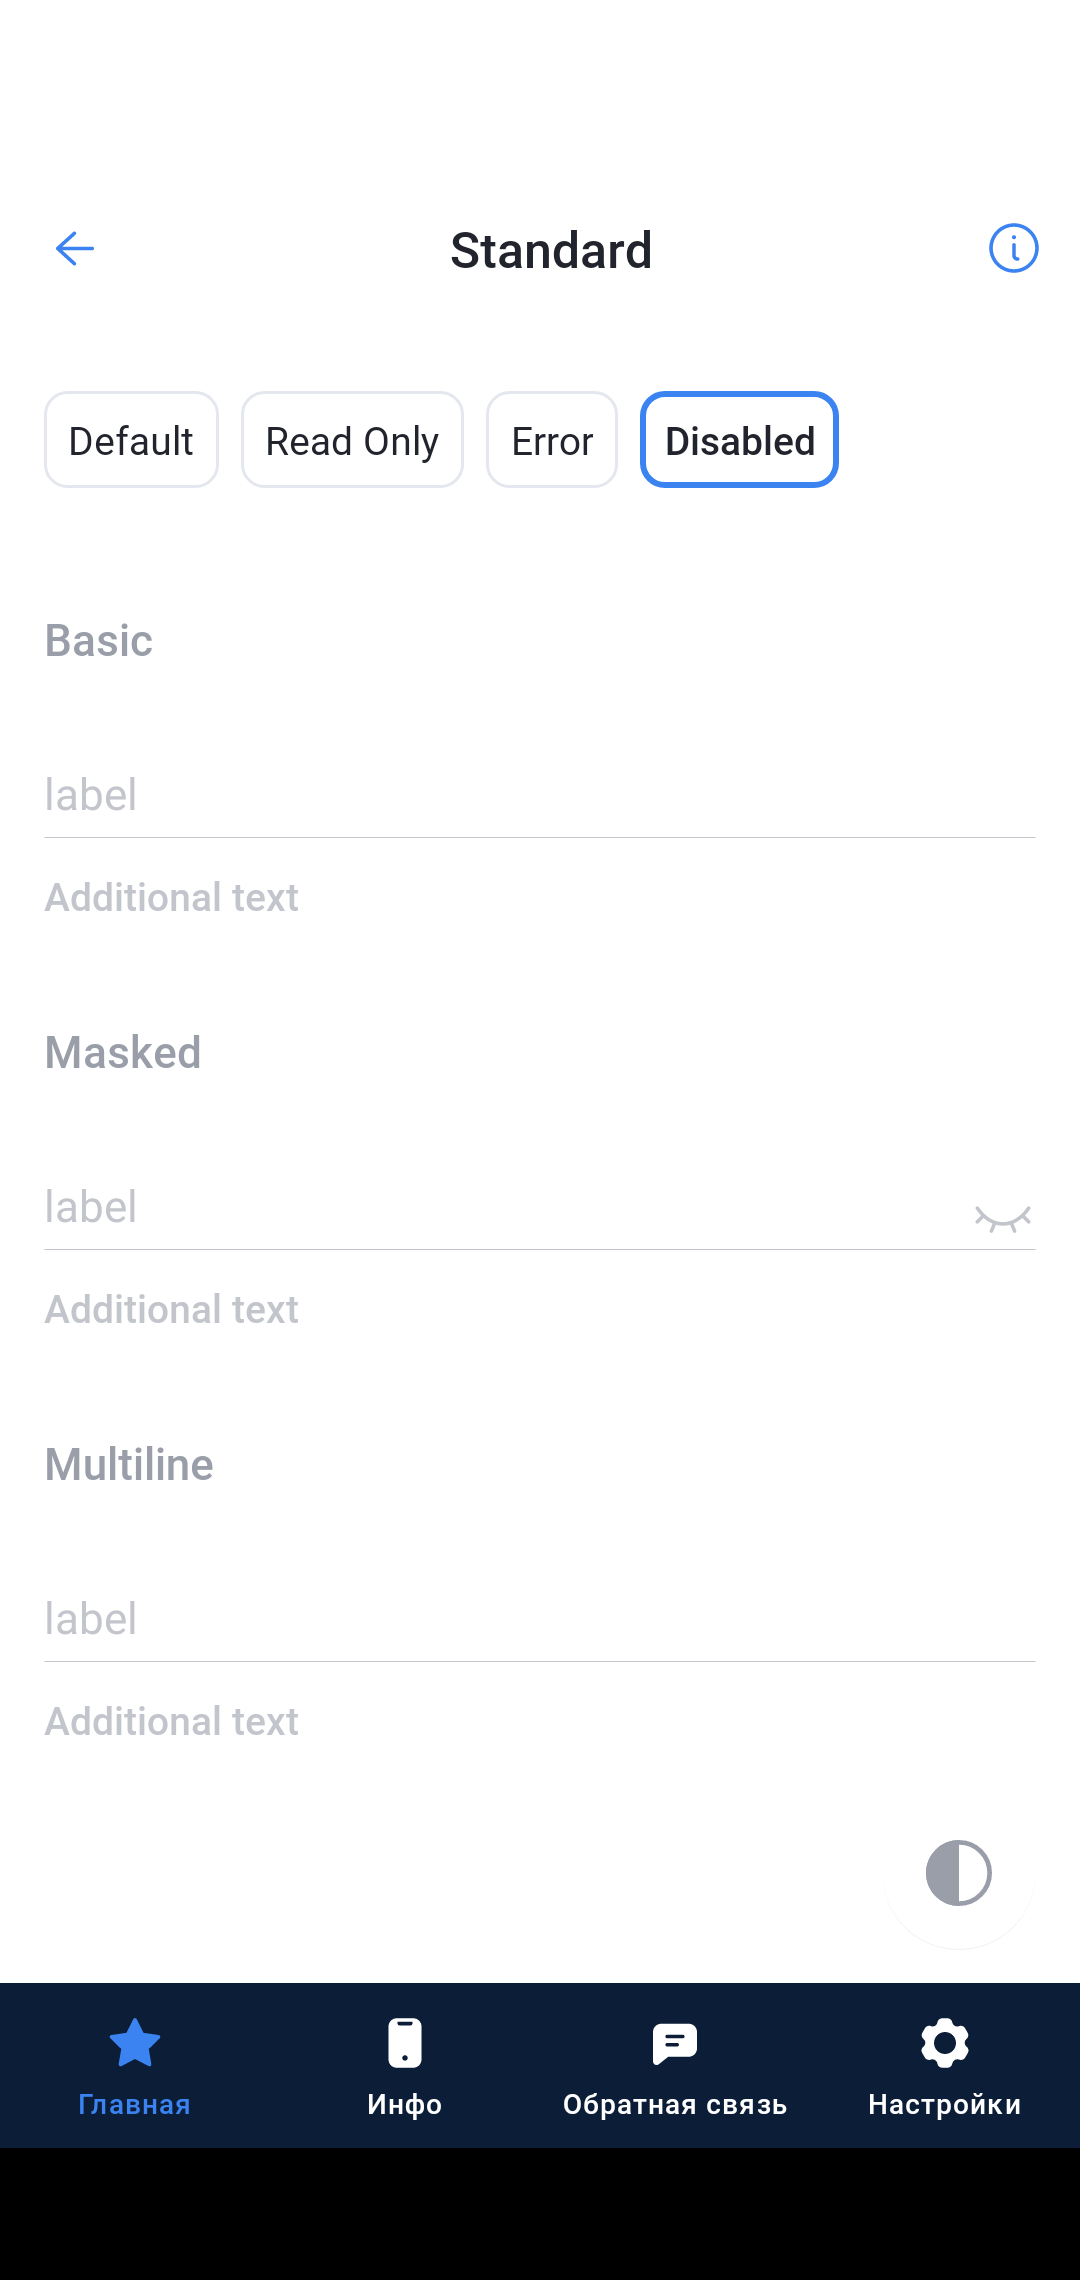 Standard
Default Read Only Error Disabled
Basic
label
Additional text
Masked
label
Additional text
Multiline
label
Additional text
Главная Инфо Обратная связь Настройки